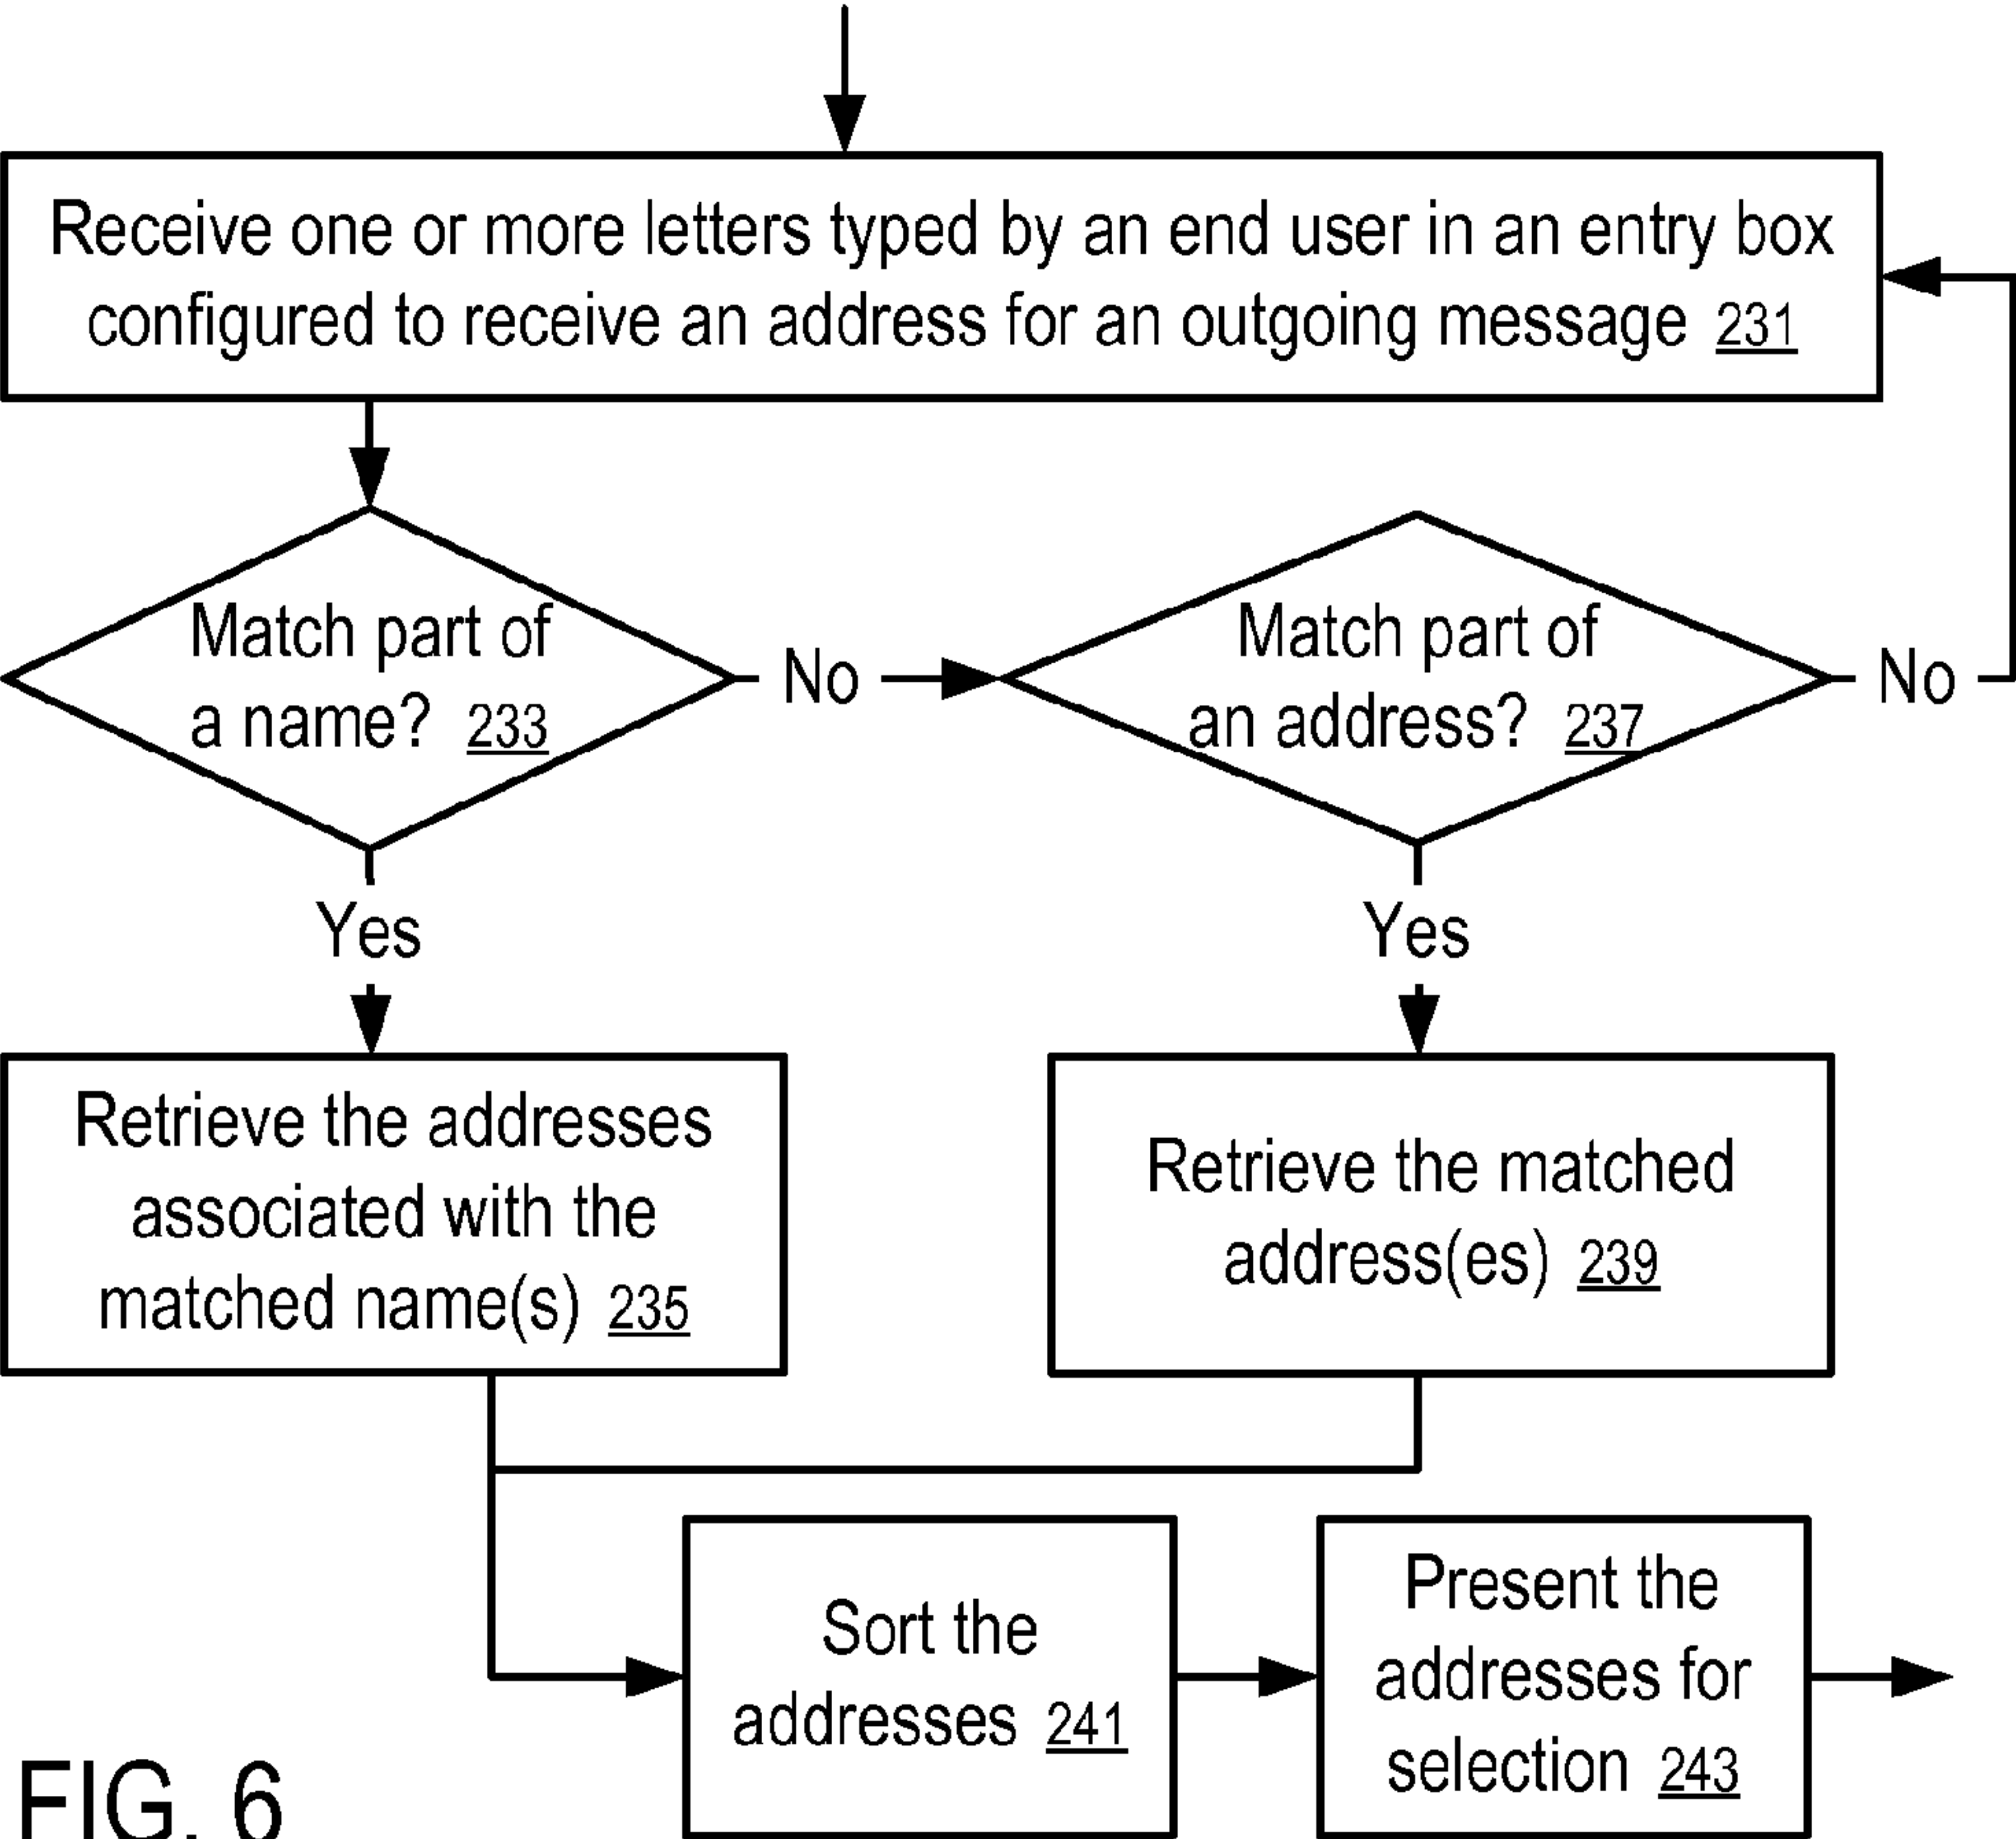 Receive one or more letters typed by an end user in an entry box
configured to receive an address for an outgoing message 231
Match part of
a name? 233
No
Match part of
an address? 237
No
Yes
Yes
Retrieve the addresses
associated with the
matched name(s) 235
Retrieve the matched
address(es) 239
Sort the
addresses 241
Present the
addresses for
selection 243
FIG. 6